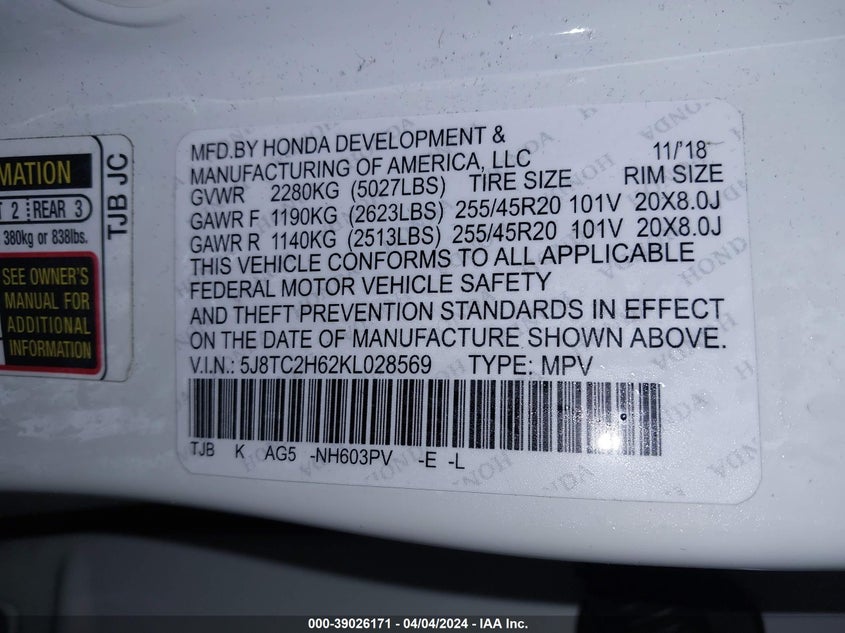 MATION
T 2 REAR 3
380kg or 838lbs.
SEE OWNER'S
MANUAL FOR
ADDITIONAL
INFORMATION
TJB JC
MFD.BY HONDA DEVELOPMENT &
MANUFACTURING OF AMERICA, LLC 11/'18
GVWR 2280KG (5027LBS) TIRE SIZE RIM SIZE
GAWR F 1190KG (2623LBS) 255/45R20 101V 20X8.0J
GAWR R 1140KG (2513LBS) 255/45R20 101V 20X8.0J
THIS VEHICLE CONFORMS TO ALL APPLICABLE
FEDERAL MOTOR VEHICLE SAFETY
AND THEFT PREVENTION STANDARDS IN EFFECT
ON THE DATE OF MANUFACTURE SHOWN ABOVE.
V.I.N.: 5J8TC2H62KL028569 TYPE: MPV
TJB K AG5 -NH603PV -E -L
000-39026171 - 04/04/2024 - IAA Inc.